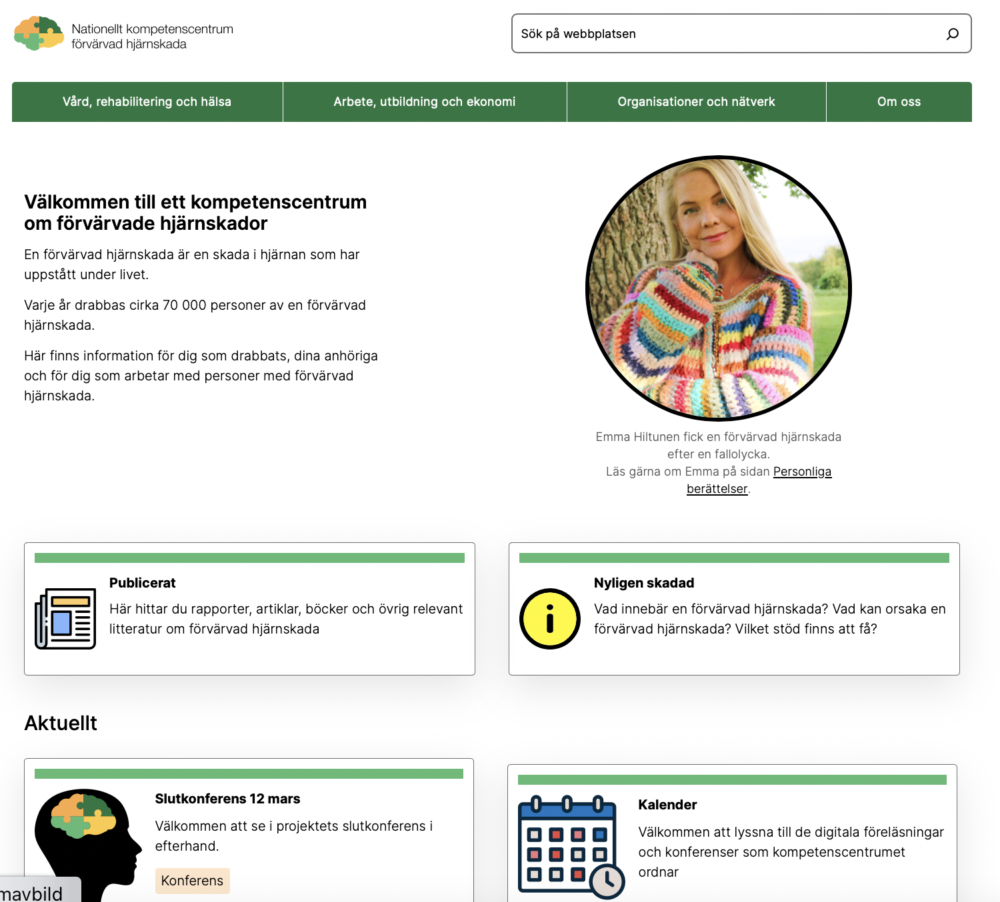 Nationellt kompetenscentrum
förvärvad hjärnskada
Sök på webbplatsen
Vård, rehabilitering och hälsa
Arbete, utbildning och ekonomi
Organisationer och nätverk
Om oss
Välkommen till ett kompetenscentrum
om förvärvade hjärnskador
En förvärvad hjärnskada är en skada i hjärnan som har
uppstått under livet.
Varje år drabbas cirka 70 000 personer av en förvärvad
hjärnskada.
Här finns information för dig som drabbats, dina anhöriga
och för dig som arbetar med personer med förvärvad
hjärnskada.
Emma Hiltunen fick en förvärvad hjärnskada
efter en fallolycka.
Läs gärna om Emma på sidan Personliga
berättelser.
Publicerat
Här hittar du rapporter, artiklar, böcker och övrig relevant
litteratur om förvärvad hjärnskada
Nyligen skadad
Vad innebär en förvärvad hjärnskada? Vad kan orsaka en
förvärvad hjärnskada? Vilket stöd finns att få?
Aktuellt
Slutkonferens 12 mars
Välkommen att se i projektets slutkonferens i
efterhand.
Konferens
Kalender
Välkommen att lyssna till de digitala föreläsningar
och konferenser som kompetenscentrumet
ordnar
mavbild